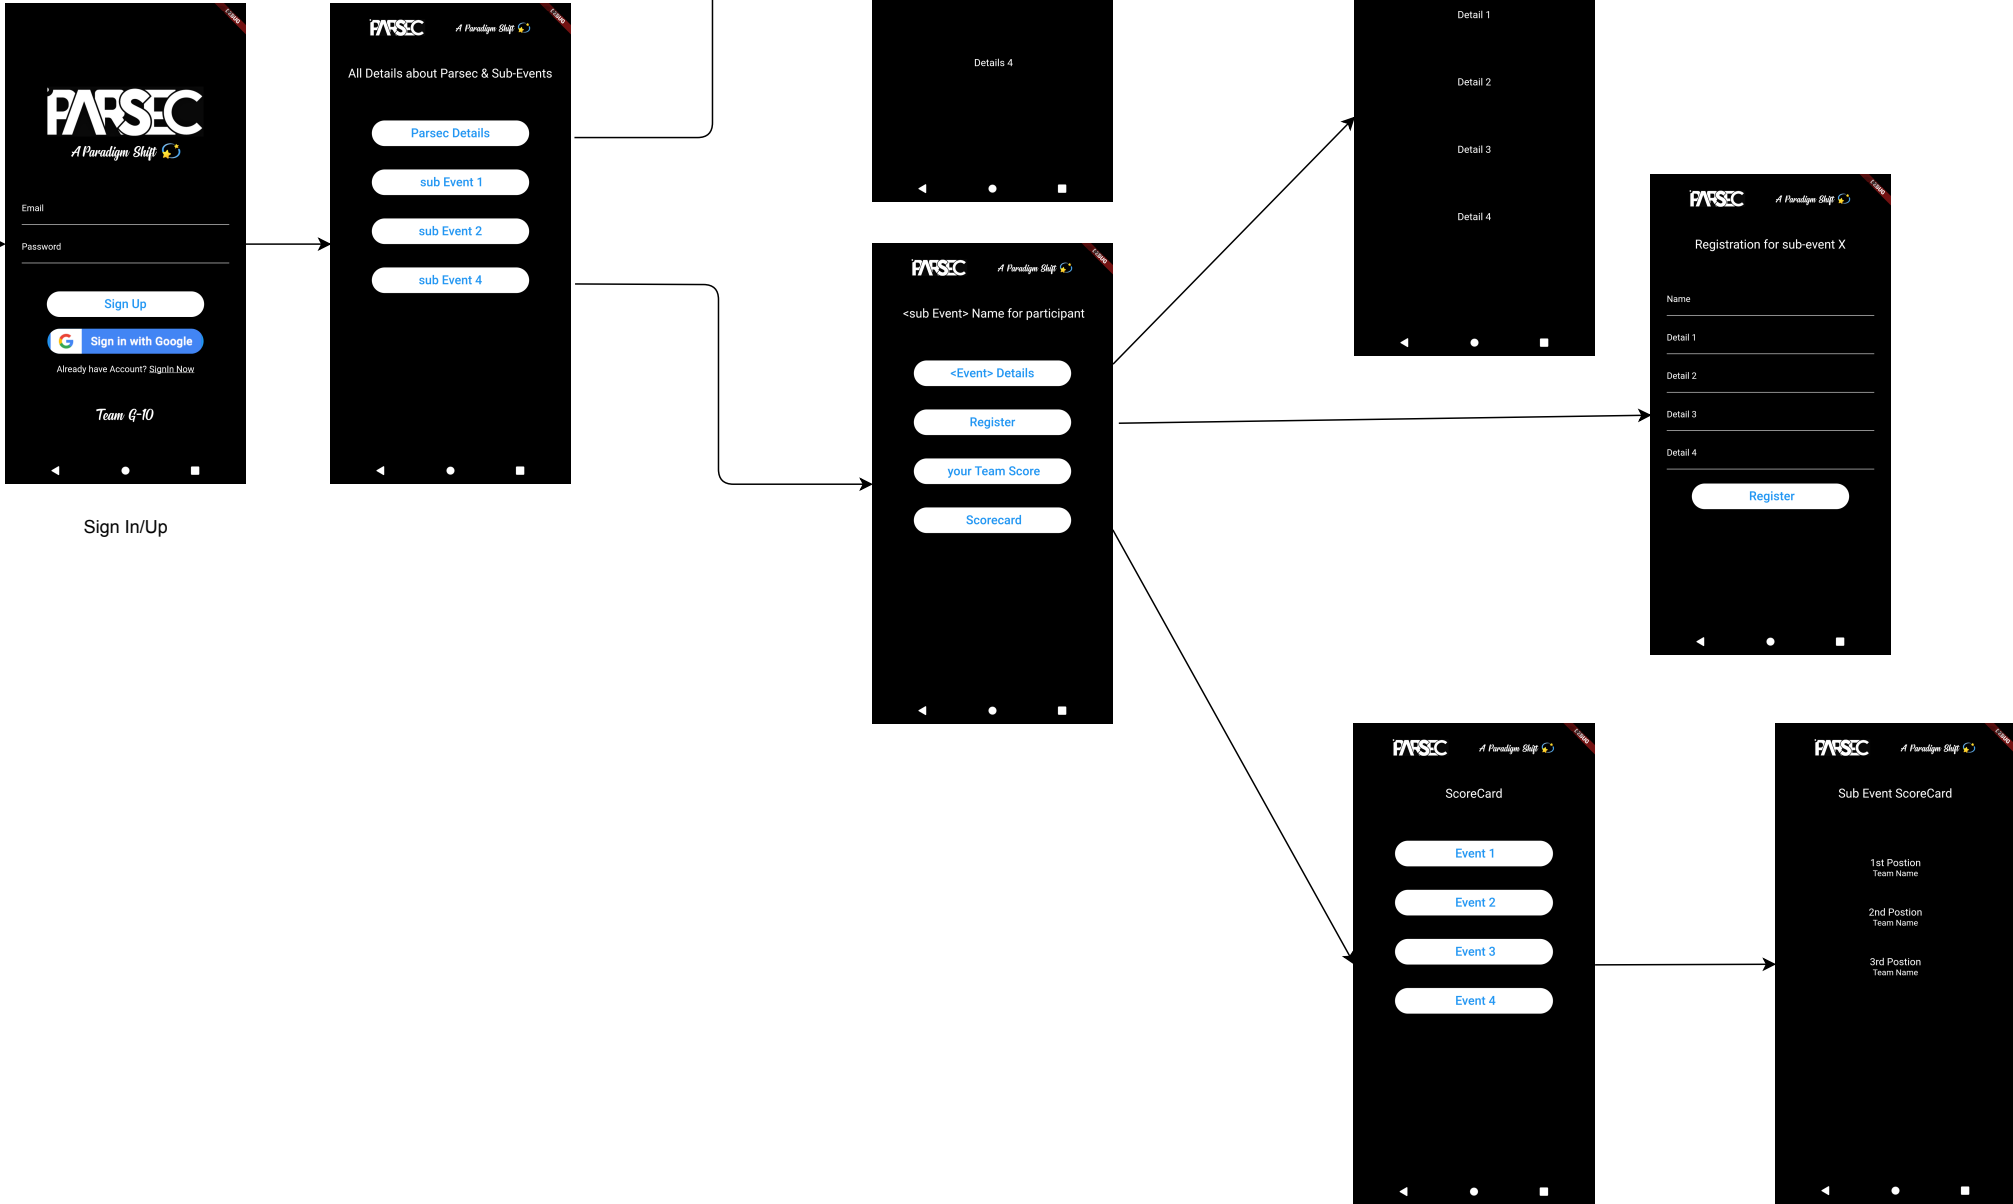 PARSEC
A Paradigm Shift
Email
Password
Sign Up
Sign in with Google
Already have Account? SignIn Now
Team G-10
Sign In/Up
PARSEC
A Paradigm Shift
All Details about Parsec & Sub-Events
Parsec Details
sub Event 1
sub Event 2
sub Event 4
Details 4
PARSEC
A Paradigm Shift
<sub Event> Name for participant
<Event> Details
Register
your Team Score
Scorecard
Detail 1
Detail 2
Detail 3
Detail 4
PARSEC
A Paradigm Shift
Registration for sub-event X
Name
Detail 1
Detail 2
Detail 3
Detail 4
Register
PARSEC
A Paradigm Shift
ScoreCard
Event 1
Event 2
Event 3
Event 4
PARSEC
A Paradigm Shift
Sub Event ScoreCard
1st Postion
Team Name
2nd Postion
Team Name
3rd Postion
Team Name